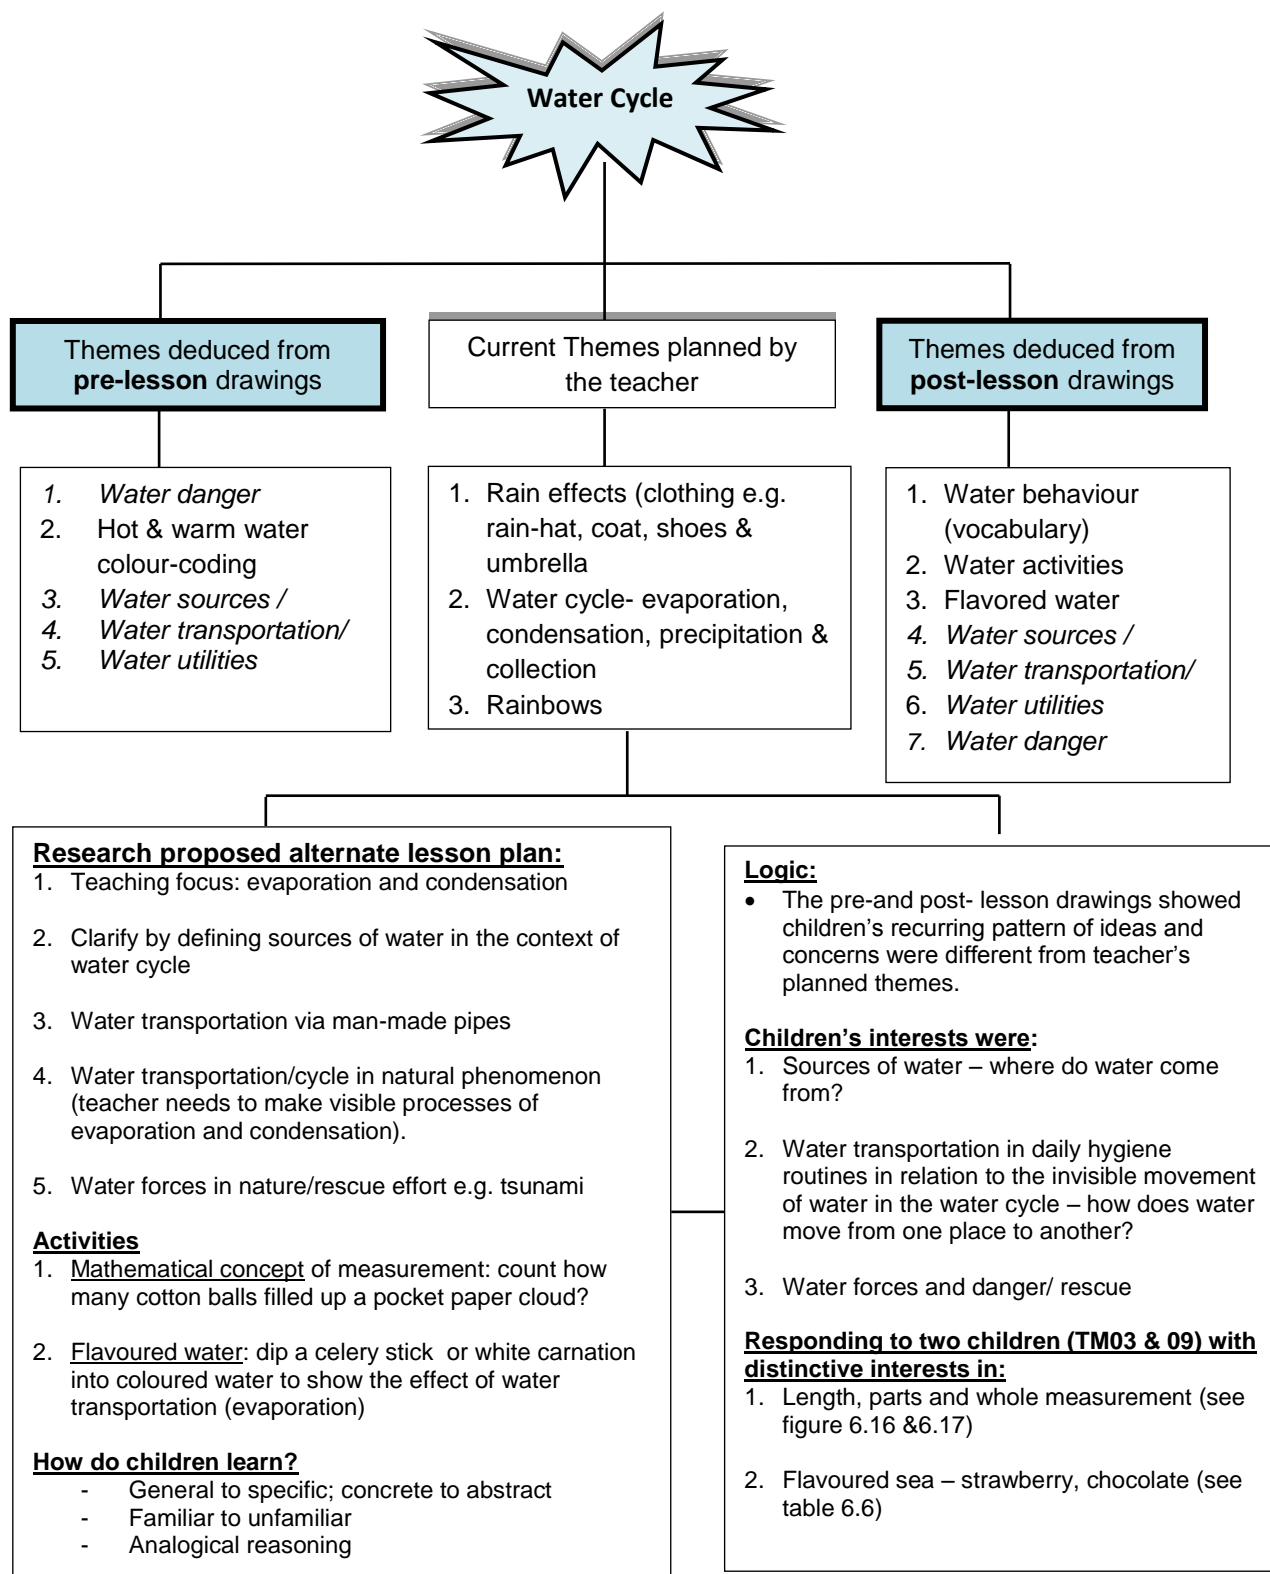 Water Cycle
Themes deduced from
pre-lesson drawings
Current Themes planned by
the teacher
Themes deduced from
post-lesson drawings
1. Water danger
2. Hot & warm water
colour-coding
3. Water sources /
4. Water transportation/
5. Water utilities
1. Rain effects (clothing e.g.
rain-hat, coat, shoes &
umbrella
2. Water cycle- evaporation,
condensation, precipitation &
collection
3. Rainbows
1. Water behaviour
(vocabulary)
2. Water activities
3. Flavored water
4. Water sources /
5. Water transportation/
6. Water utilities
7. Water danger
Research proposed alternate lesson plan:
1. Teaching focus: evaporation and condensation
2. Clarify by defining sources of water in the context of
water cycle
3. Water transportation via man-made pipes
4. Water transportation/cycle in natural phenomenon
(teacher needs to make visible processes of
evaporation and condensation).
5. Water forces in nature/rescue effort e.g. tsunami
Activities
1. Mathematical concept of measurement: count how
many cotton balls filled up a pocket paper cloud?
2. Flavoured water: dip a celery stick or white carnation
into coloured water to show the effect of water
transportation (evaporation)
How do children learn?
- General to specific; concrete to abstract
- Familiar to unfamiliar
- Analogical reasoning
Logic:
• The pre-and post- lesson drawings showed
children's recurring pattern of ideas and
concerns were different from teacher's
planned themes.
Children's interests were:
1. Sources of water – where do water come
from?
2. Water transportation in daily hygiene
routines in relation to the invisible movement
of water in the water cycle – how does water
move from one place to another?
3. Water forces and danger/ rescue
Responding to two children (TM03 & 09) with
distinctive interests in:
1. Length, parts and whole measurement (see
figure 6.16 &6.17)
2. Flavoured sea – strawberry, chocolate (see
table 6.6)